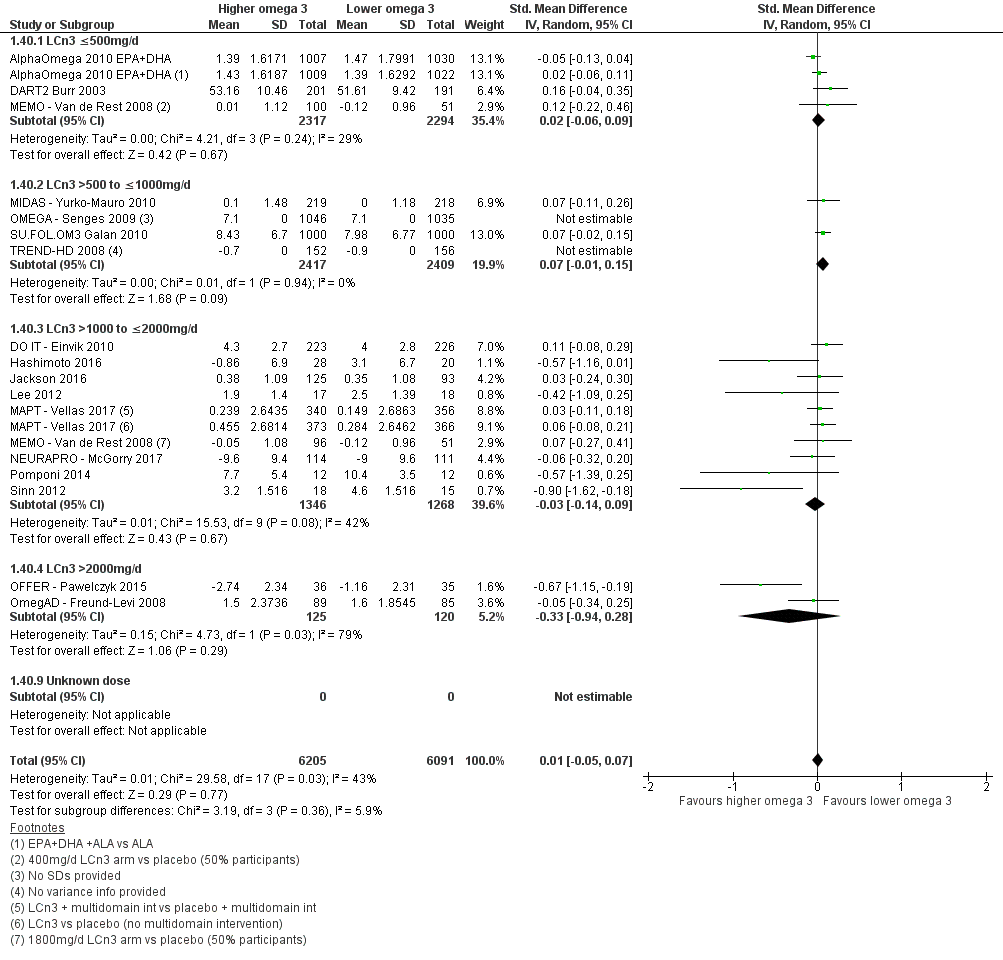 Higher omega 3 Lower omega 3 Std. Mean Difference Std. Mean Difference
Study or Subgroup Mean SD Total Mean SD Total Weight IV, Random, 95% CI IV, Random, 95% CI
1.40.1 LCn3 ≤500mg/d
AlphaOmega 2010 EPA+DHA 1.39 1.6171 1007 1.47 1.7991 1030 13.1% -0.05 [-0.13, 0.04]
AlphaOmega 2010 EPA+DHA (1) 1.43 1.6187 1009 1.39 1.6292 1022 13.1% 0.02 [-0.06, 0.11]
DART2 Burr 2003 53.16 10.46 201 51.61 9.42 191 6.4% 0.16 [-0.04, 0.35]
MEMO - Van de Rest 2008 (2) 0.01 1.12 100 -0.12 0.96 51 2.9% 0.12 [-0.22, 0.46]
Subtotal (95% CI) 2317 2294 35.4% 0.02 [-0.06, 0.09]
Heterogeneity: Tau² = 0.00; Chi² = 4.21, df = 3 (P = 0.24); I² = 29%
Test for overall effect: Z = 0.42 (P = 0.67)
1.40.2 LCn3 >500 to ≤1000mg/d
MIDAS - Yurko-Mauro 2010 0.1 1.48 219 0 1.18 218 6.9% 0.07 [-0.11, 0.26]
OMEGA - Senges 2009 (3) 7.1 0 1046 7.1 0 1035 Not estimable
SU.FOL.OM3 Galan 2010 8.43 6.7 1000 7.98 6.77 1000 13.0% 0.07 [-0.02, 0.15]
TREND-HD 2008 (4) -0.7 0 152 -0.9 0 156 Not estimable
Subtotal (95% CI) 2417 2409 19.9% 0.07 [-0.01, 0.15]
Heterogeneity: Tau² = 0.00; Chi² = 0.01, df = 1 (P = 0.94); I² = 0%
Test for overall effect: Z = 1.68 (P = 0.09)
1.40.3 LCn3 >1000 to ≤2000mg/d
DO IT - Einvik 2010 4.3 2.7 223 4 2.8 226 7.0% 0.11 [-0.08, 0.29]
Hashimoto 2016 -0.86 6.9 28 3.1 6.7 20 1.1% -0.57 [-1.16, 0.01]
Jackson 2016 0.38 1.09 125 0.35 1.08 93 4.2% 0.03 [-0.24, 0.30]
Lee 2012 1.9 1.4 17 2.5 1.39 18 0.8% -0.42 [-1.09, 0.25]
MAPT - Vellas 2017 (5) 0.239 2.6435 340 0.149 2.6863 356 8.8% 0.03 [-0.11, 0.18]
MAPT - Vellas 2017 (6) 0.455 2.6814 373 0.284 2.6462 366 9.0% 0.06 [-0.08, 0.21]
MEMO - Van de Rest 2008 (7) -0.05 1.08 96 -0.12 0.96 51 2.9% 0.07 [-0.27, 0.41]
NEURAPRO - McGorry 2017 -9.6 9.4 114 -9 9.6 111 4.3% -0.06 [-0.32, 0.20]
Pomponi 2014 7.7 5.4 12 10.4 3.5 12 0.6% -0.57 [-1.39, 0.25]
Sinn 2012 3.2 1.516 18 4.6 1.516 15 0.7% -0.90 [-1.62, -0.18]
Subtotal (95% CI) 1346 1268 39.6% -0.03 [-0.14, 0.09]
Heterogeneity: Tau² = 0.01; Chi² = 15.53, df = 9 (P = 0.08); I² = 42%
Test for overall effect: Z = 0.43 (P = 0.67)
1.40.4 LCn3 >2000mg/d
OFFER - Pawelczyk 2015 -2.74 2.34 36 -1.16 2.31 35 1.6% -0.67 [-1.15, -0.19]
OmegAD - Freund-Levi 2008 1.5 2.3736 89 1.6 1.8545 85 3.6% -0.05 [-0.34, 0.25]
Subtotal (95% CI) 125 120 5.2% -0.33 [-0.94, 0.28]
Heterogeneity: Tau² = 0.15; Chi² = 4.73, df = 1 (P = 0.03); I² = 79%
Test for overall effect: Z = 1.06 (P = 0.29)
1.40.9 Unknown dose
Subtotal (95% CI) 0 0 Not estimable
Heterogeneity: Not applicable
Test for overall effect: Not applicable
Total (95% CI) 6205 6091 100.0% 0.01 [-0.05, 0.07]
Heterogeneity: Tau² = 0.01; Chi² = 29.58, df = 17 (P = 0.03); I² = 43%
Test for overall effect: Z = 0.29 (P = 0.77)
Test for subgroup differences: Chi² = 3.19, df = 3 (P = 0.36), I² = 5.9%
-2 -1 0 1 2
Favours higher omega 3 Favours lower omega 3
Footnotes
(1) EPA+DHA +ALA vs ALA
(2) 400mg/d LCn3 arm vs placebo (50% participants)
(3) No SDs provided
(4) No variance info provided
(5) LCn3 + multidomain int vs placebo + multidomain int
(6) LCn3 vs placebo (no multidomain intervention)
(7) 1800mg/d LCn3 arm vs placebo (50% participants)